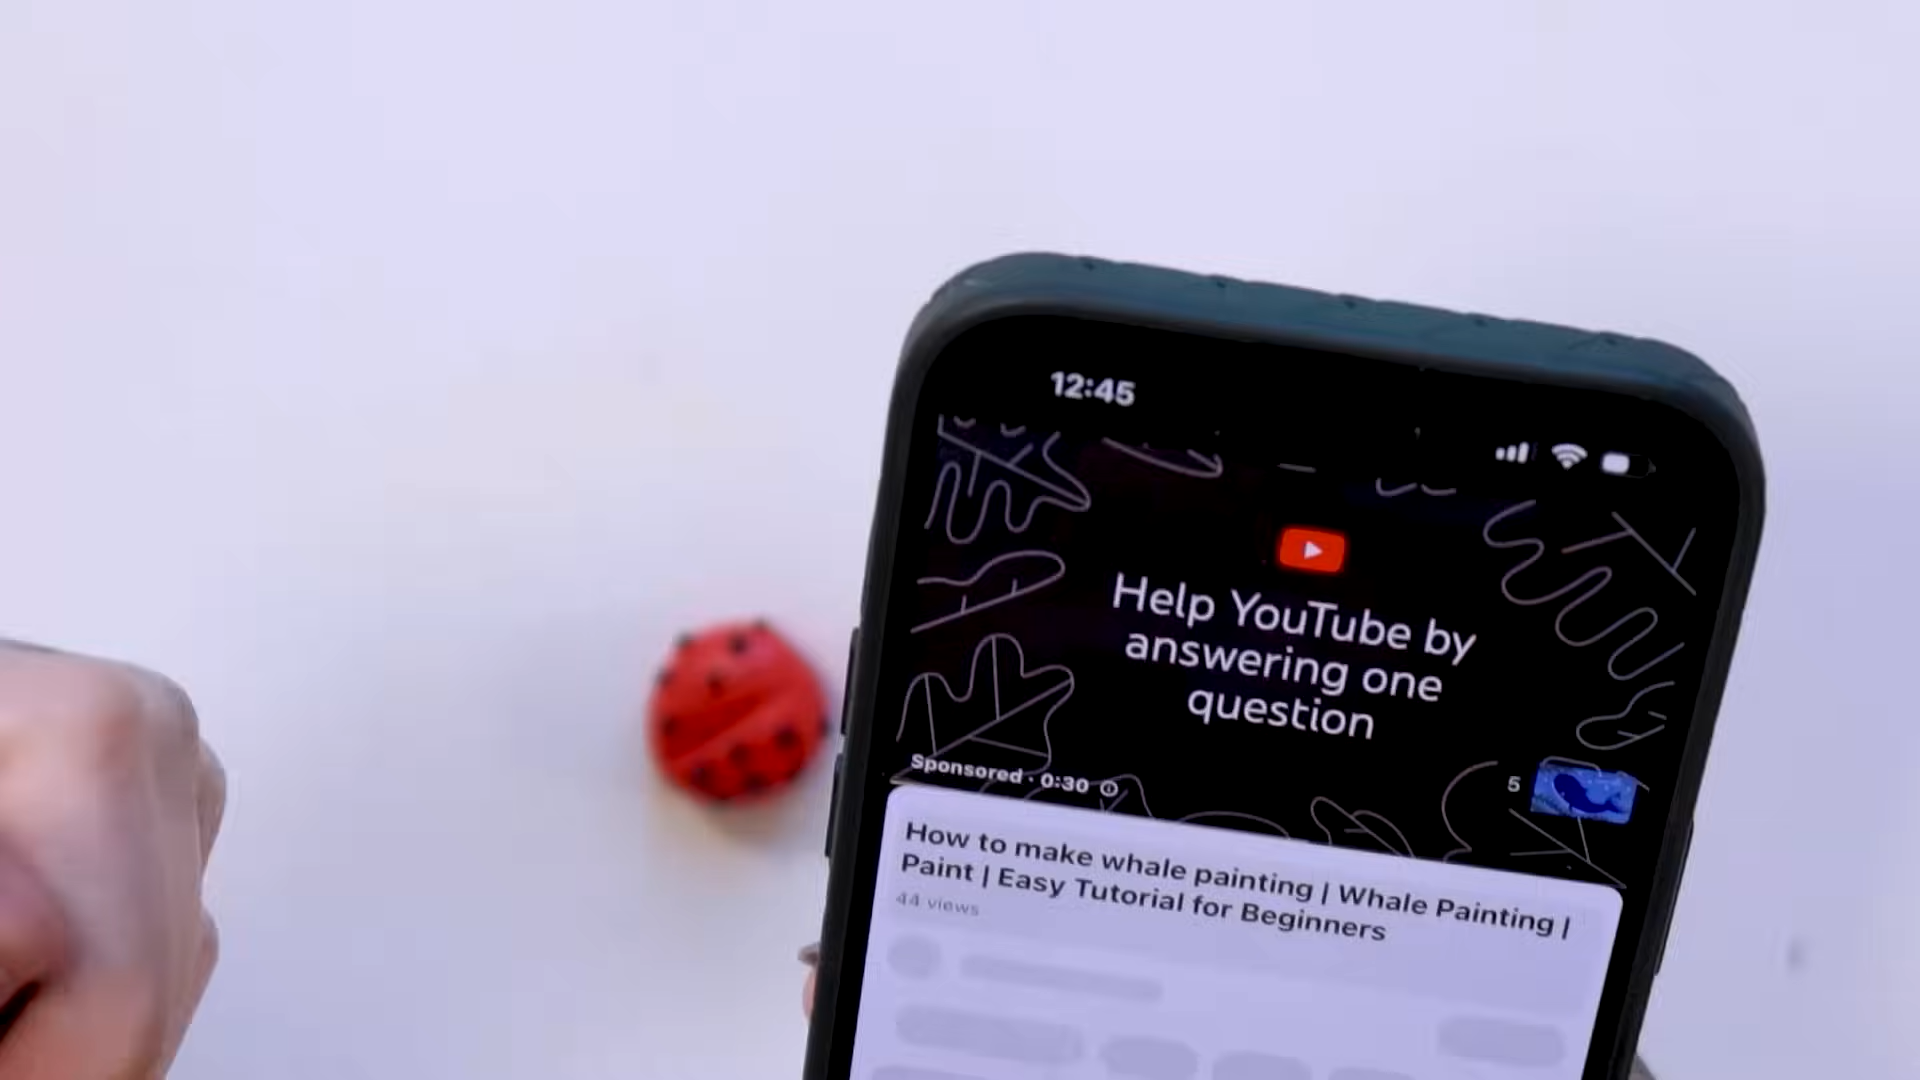 12:45
Help YouTube by
answering one
question
Sponsored · 0:30
5
How to make whale painting | Whale Painting |
Paint | Easy Tutorial for Beginners
44 views